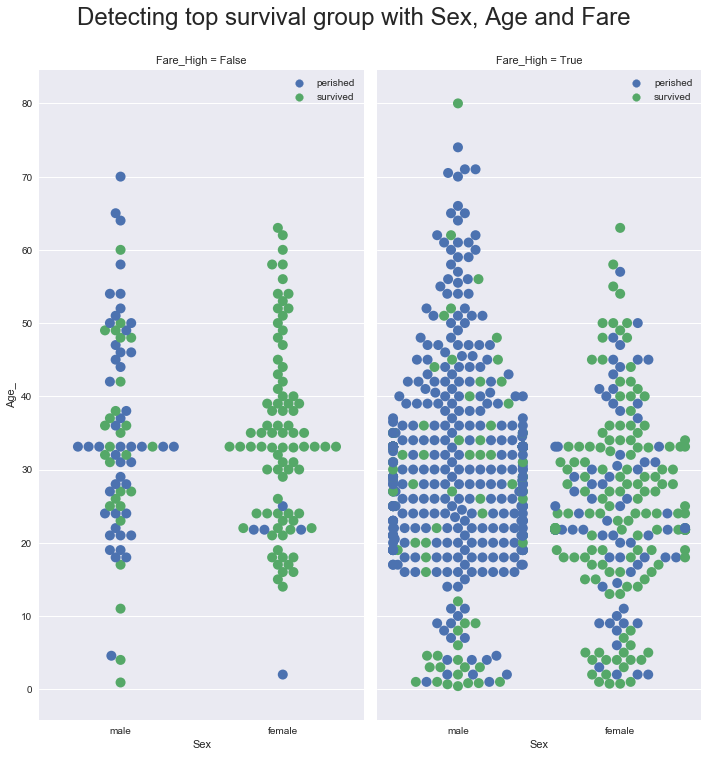 Detecting top survival group with Sex, Age and Fare
Fare_High = False
Fare_High = True
perished
survived
perished
survived
Age_
80
70
60
50
40
30
20
10
0
male
female
male
female
Sex
Sex